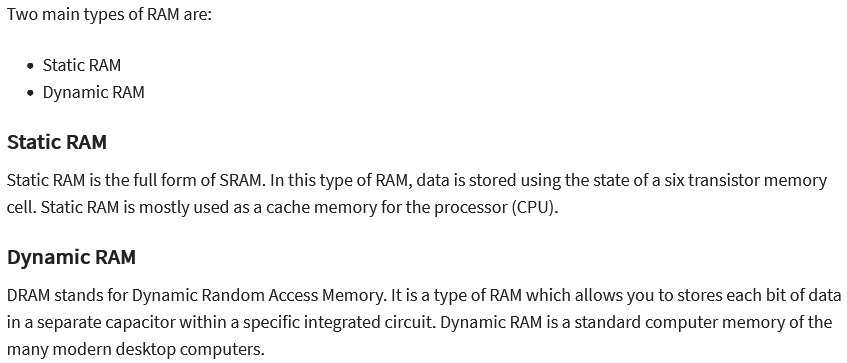 Two main types of RAM are:
• Static RAM
• Dynamic RAM
Static RAM
Static RAM is the full form of SRAM. In this type of RAM, data is stored using the state of a six transistor memory
cell. Static RAM is mostly used as a cache memory for the processor (CPU).
Dynamic RAM
DRAM stands for Dynamic Random Access Memory. It is a type of RAM which allows you to stores each bit of data
in a separate capacitor within a specific integrated circuit. Dynamic RAM is a standard computer memory of the
many modern desktop computers.